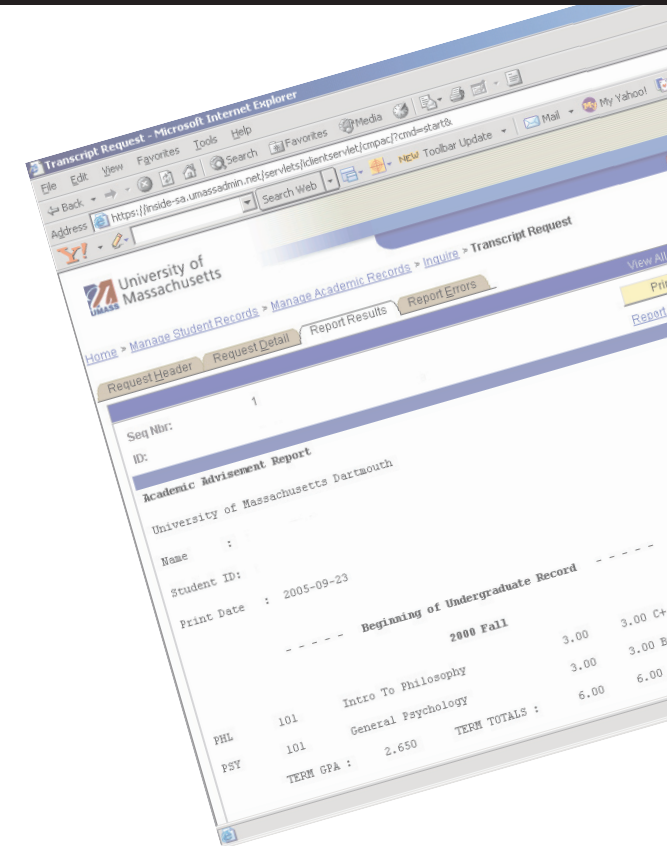 Transcript Request - Microsoft Internet Explorer
File Edit View Favorites Tools Help
Back Search Favorites Media
Address https://inside-sa.umassadmin.net/servlets/iclientservlet/cmpac/?cmd=start&
Y! Search Web NEW Toolbar Update Mail My Yahoo!
UMASS
University of
Massachusetts
Home > Manage Student Records > Manage Academic Records > Inquire > Transcript Request
Request Header Request Detail Report Results Report Errors
View All
Seq Nbr: 1
ID:
Report
Academic Advisement Report
University of Massachusetts Dartmouth
Name :
Student ID:
Print Date : 2005-09-23
- - - - - Beginning of Undergraduate Record - - - - -
2000 Fall
PHL 101 Intro To Philosophy 3.00 3.00 C+
PSY 101 General Psychology 3.00 3.00 B
TERM GPA : 2.650 TERM TOTALS : 6.00 6.00